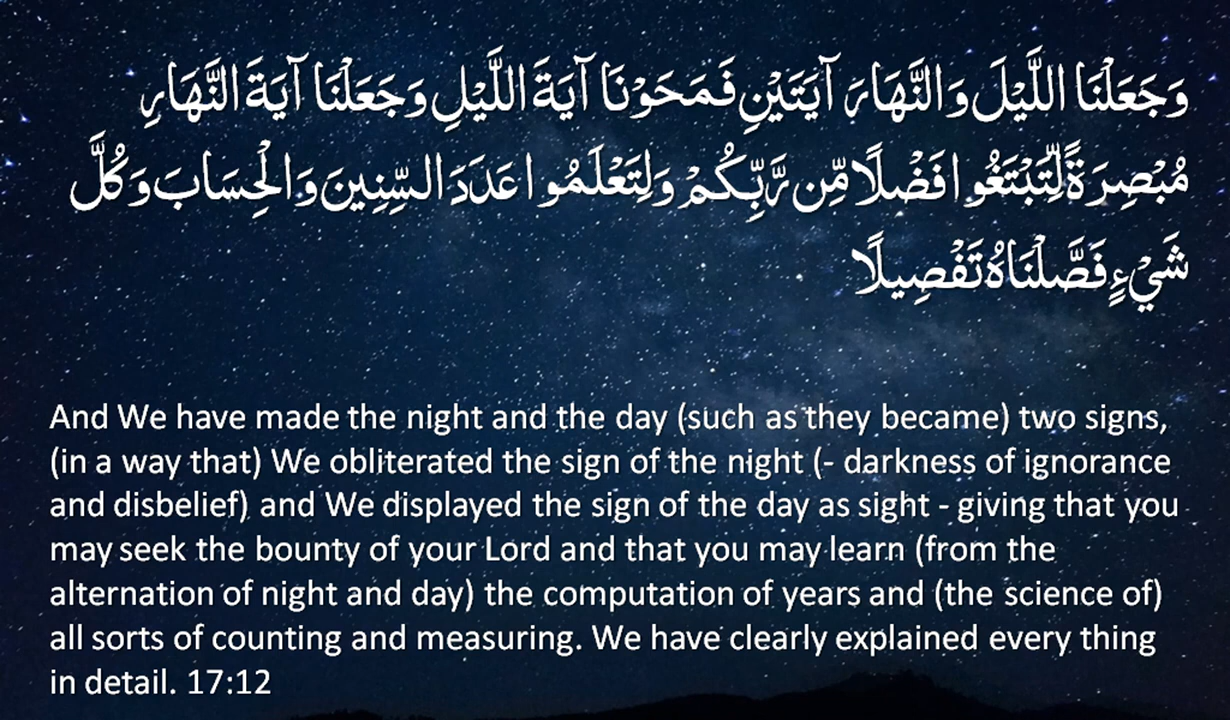 وَجَعَلْنَا اللَّيْلَ وَالنَّهَارَ آيَتَيْنِ فَمَحَوْنَا آيَةَ اللَّيْلِ وَجَعَلْنَا آيَةَ النَّهَارِ
مُبْصِرَةً لِّتَبْتَغُوا فَضْلًا مِّن رَّبِّكُمْ وَلِتَعْلَمُوا عَدَدَ السِّنِينَ وَالْحِسَابَ وَكُلَّ
شَيْءٍ فَصَّلْنَاهُ تَفْصِيلًا
And We have made the night and the day (such as they became) two signs,
(in a way that) We obliterated the sign of the night (- darkness of ignorance
and disbelief) and We displayed the sign of the day as sight - giving that you
may seek the bounty of your Lord and that you may learn (from the
alternation of night and day) the computation of years and (the science of)
all sorts of counting and measuring. We have clearly explained every thing
in detail. 17:12